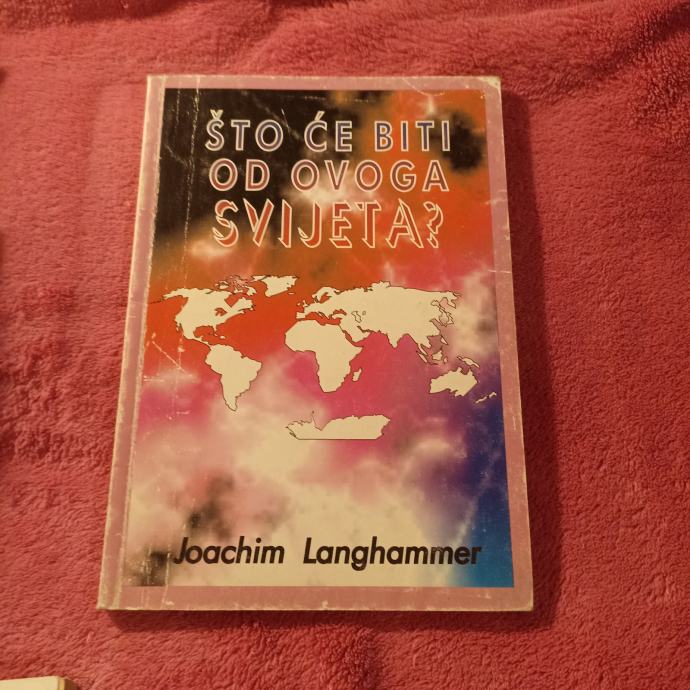 ŠTO ĆE BITI
OD OVOGA
SVIJETA?
Joachim Langhammer